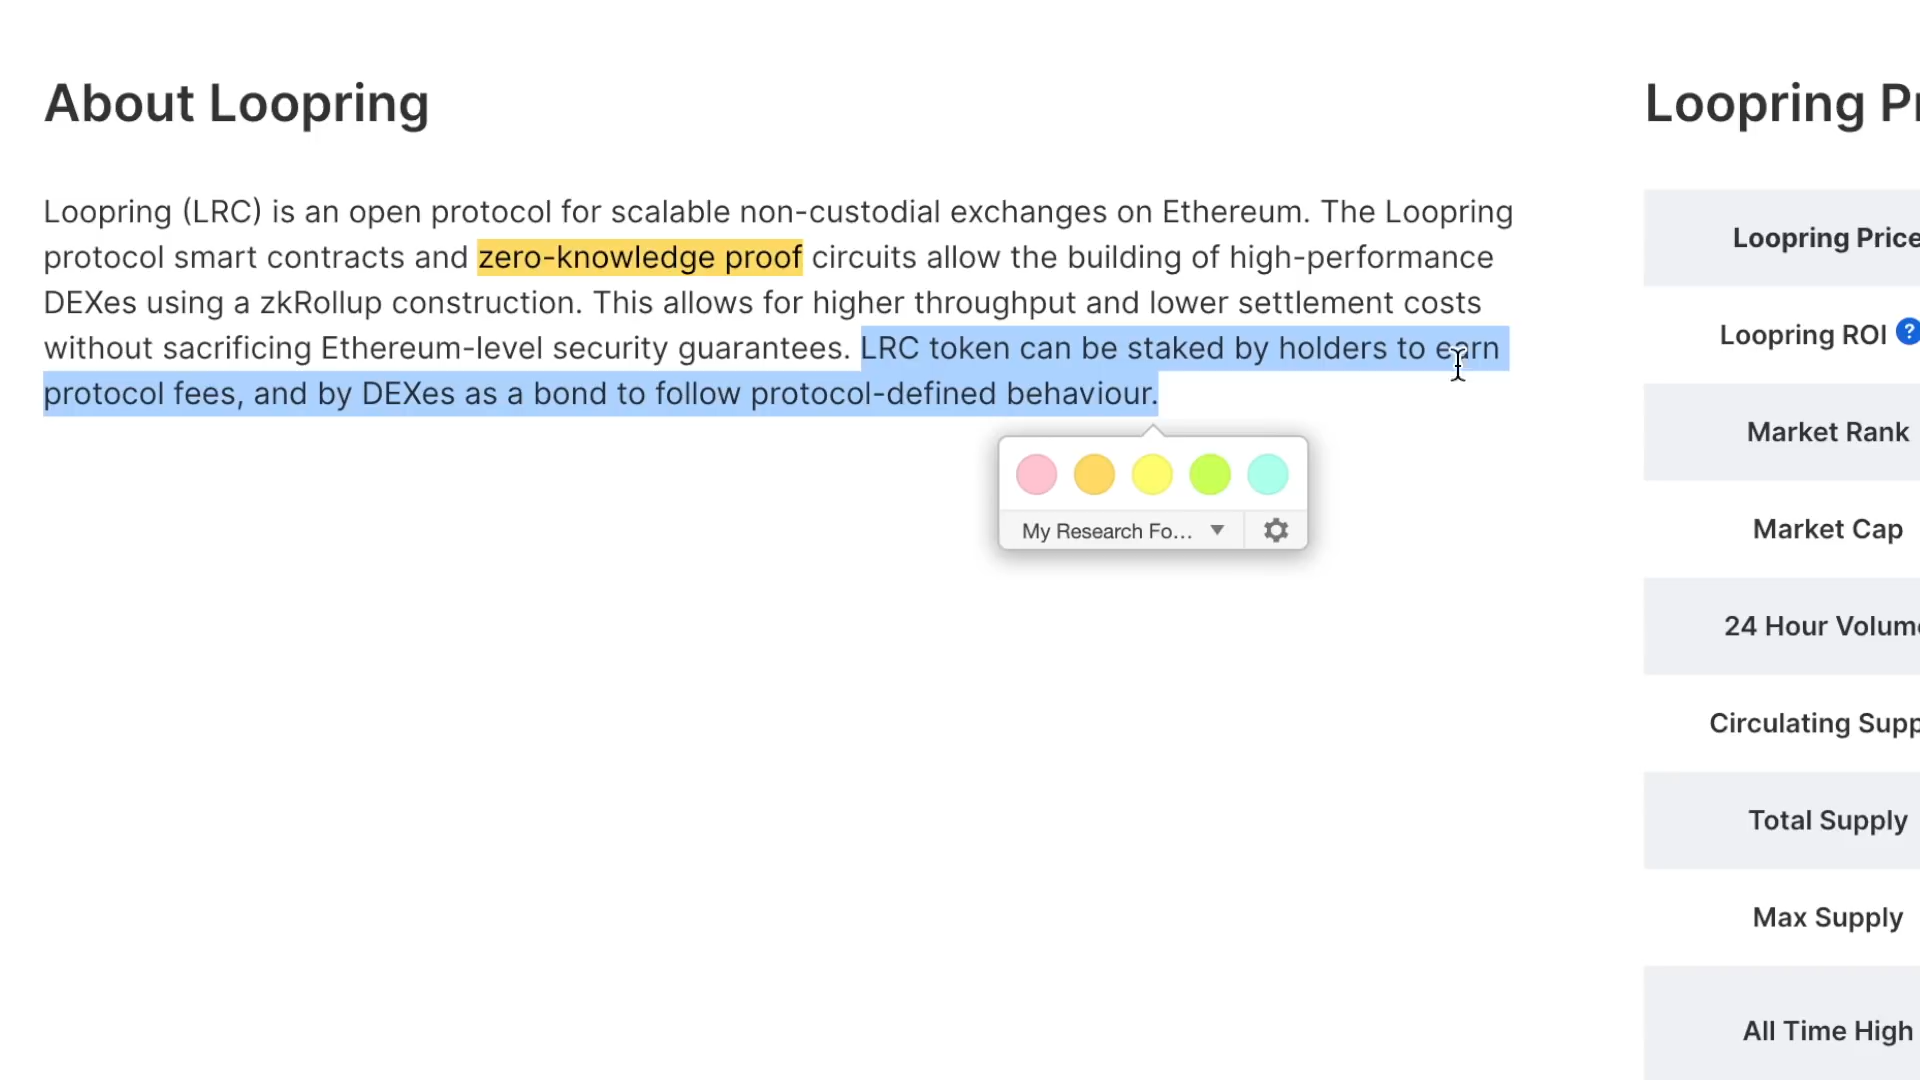 About Loopring
Loopring (LRC) is an open protocol for scalable non-custodial exchanges on Ethereum. The Loopring
protocol smart contracts and zero-knowledge proof circuits allow the building of high-performance
DEXes using a zkRollup construction. This allows for higher throughput and lower settlement costs
without sacrificing Ethereum-level security guarantees. LRC token can be staked by holders to earn
protocol fees, and by DEXes as a bond to follow protocol-defined behaviour.
My Research Fo...
Loopring Pr
Loopring Price
Loopring ROI ?
Market Rank
Market Cap
24 Hour Volume
Circulating Supp
Total Supply
Max Supply
All Time High